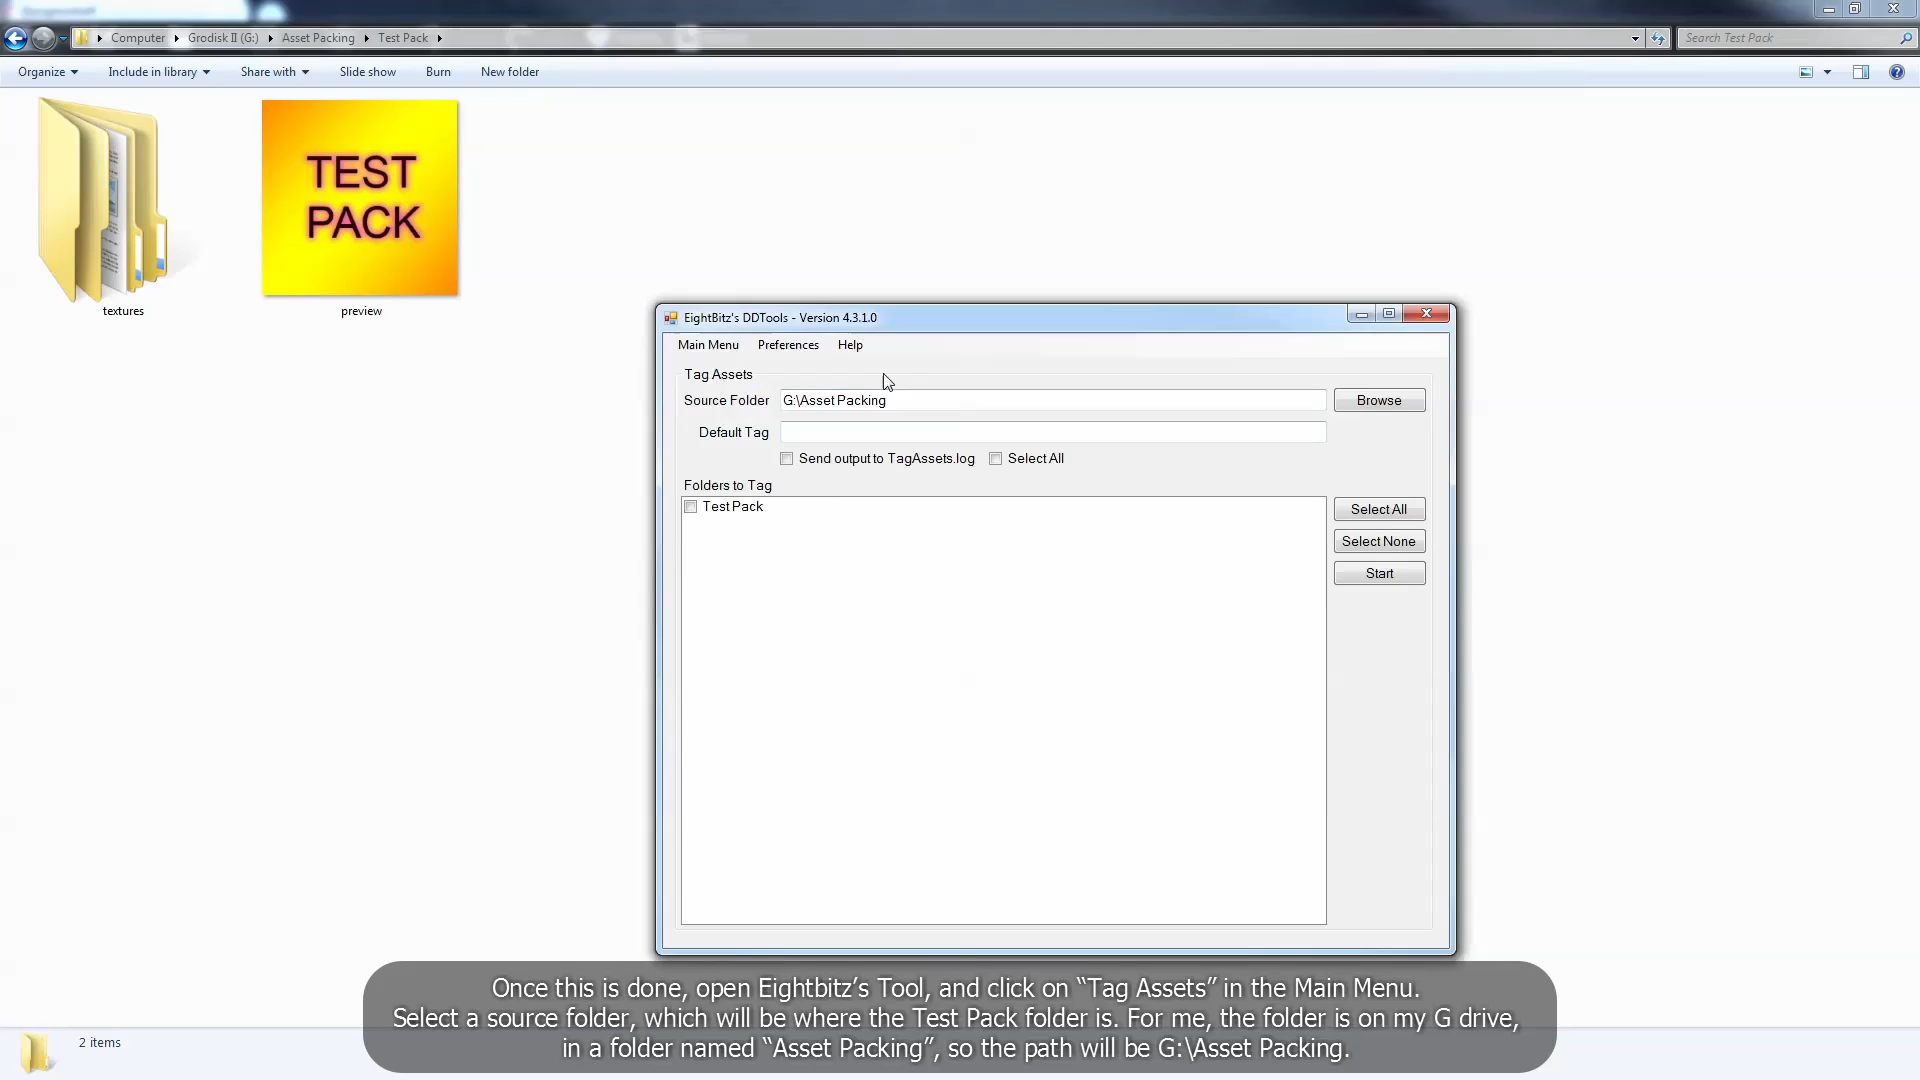 Computer
Grodisk II (G:)
Asset Packing
Test Pack
Search Test Pack
Organize
Include in library
Share with
Slide show
Burn
New folder
TEST
PACK
textures
preview
EightBitz's DDTools - Version 4.3.1.0
Main Menu
Preferences
Help
Tag Assets
Source Folder
G:\Asset Packing
Browse
Default Tag
Send output to TagAssets.log
Select All
Folders to Tag
Test Pack
Select All
Select None
Start
Once this is done, open Eightbitz’s Tool, and click on “Tag Assets” in the Main Menu.
Select a source folder, which will be where the Test Pack folder is. For me, the folder is on my G drive,
in a folder named “Asset Packing”, so the path will be G:\Asset Packing.
2 items